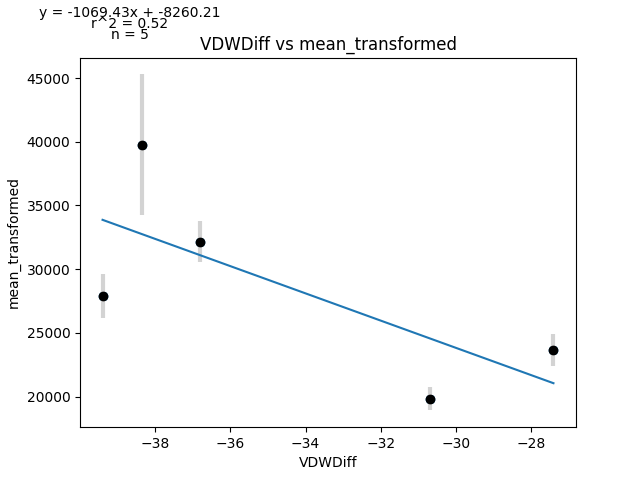 y = -1069.43x + -8260.21
r^2 = 0.52
n = 5
VDWDiff vs mean_transformed
45000
40000
35000
30000
25000
20000
mean_transformed
−38
−36
−34
−32
−30
−28
VDWDiff